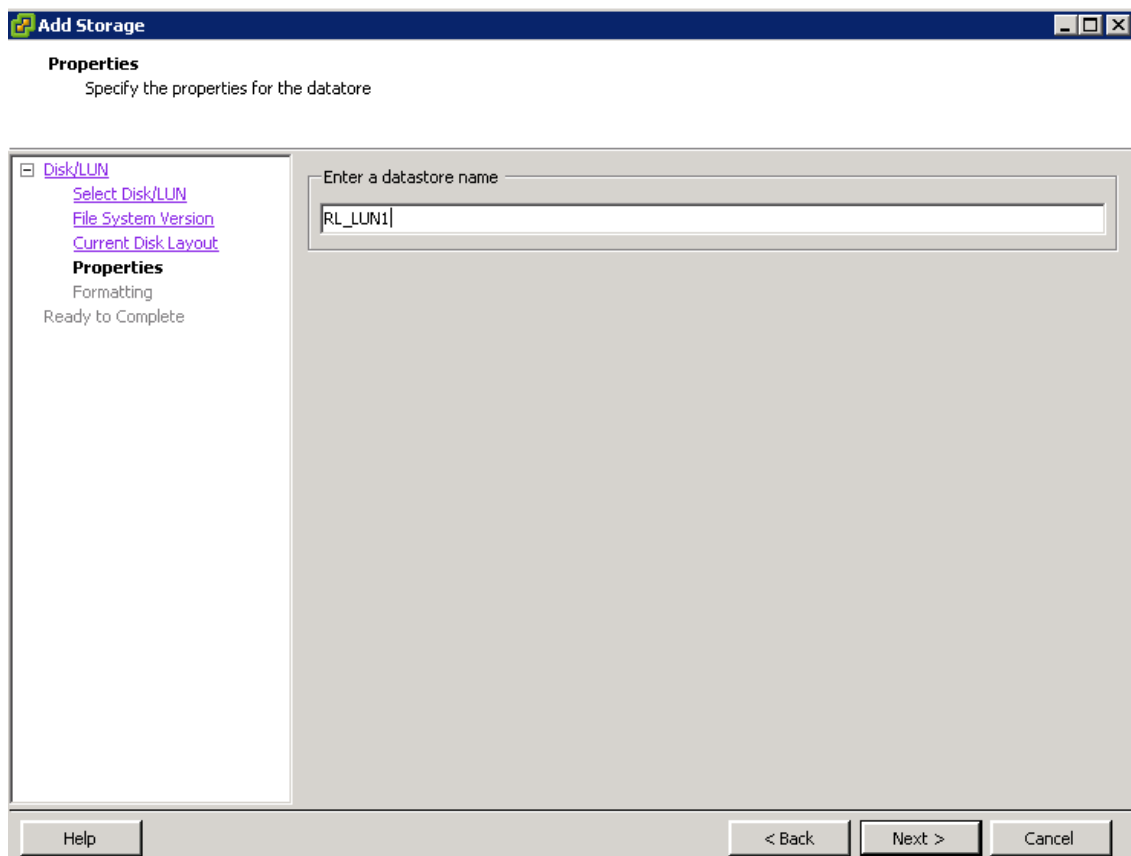 Add Storage
Properties
Specify the properties for the datatore
Disk/LUN
Select Disk/LUN
File System Version
Current Disk Layout
Properties
Formatting
Ready to Complete
Enter a datastore name
RL_LUN1
Help
< Back
Next >
Cancel